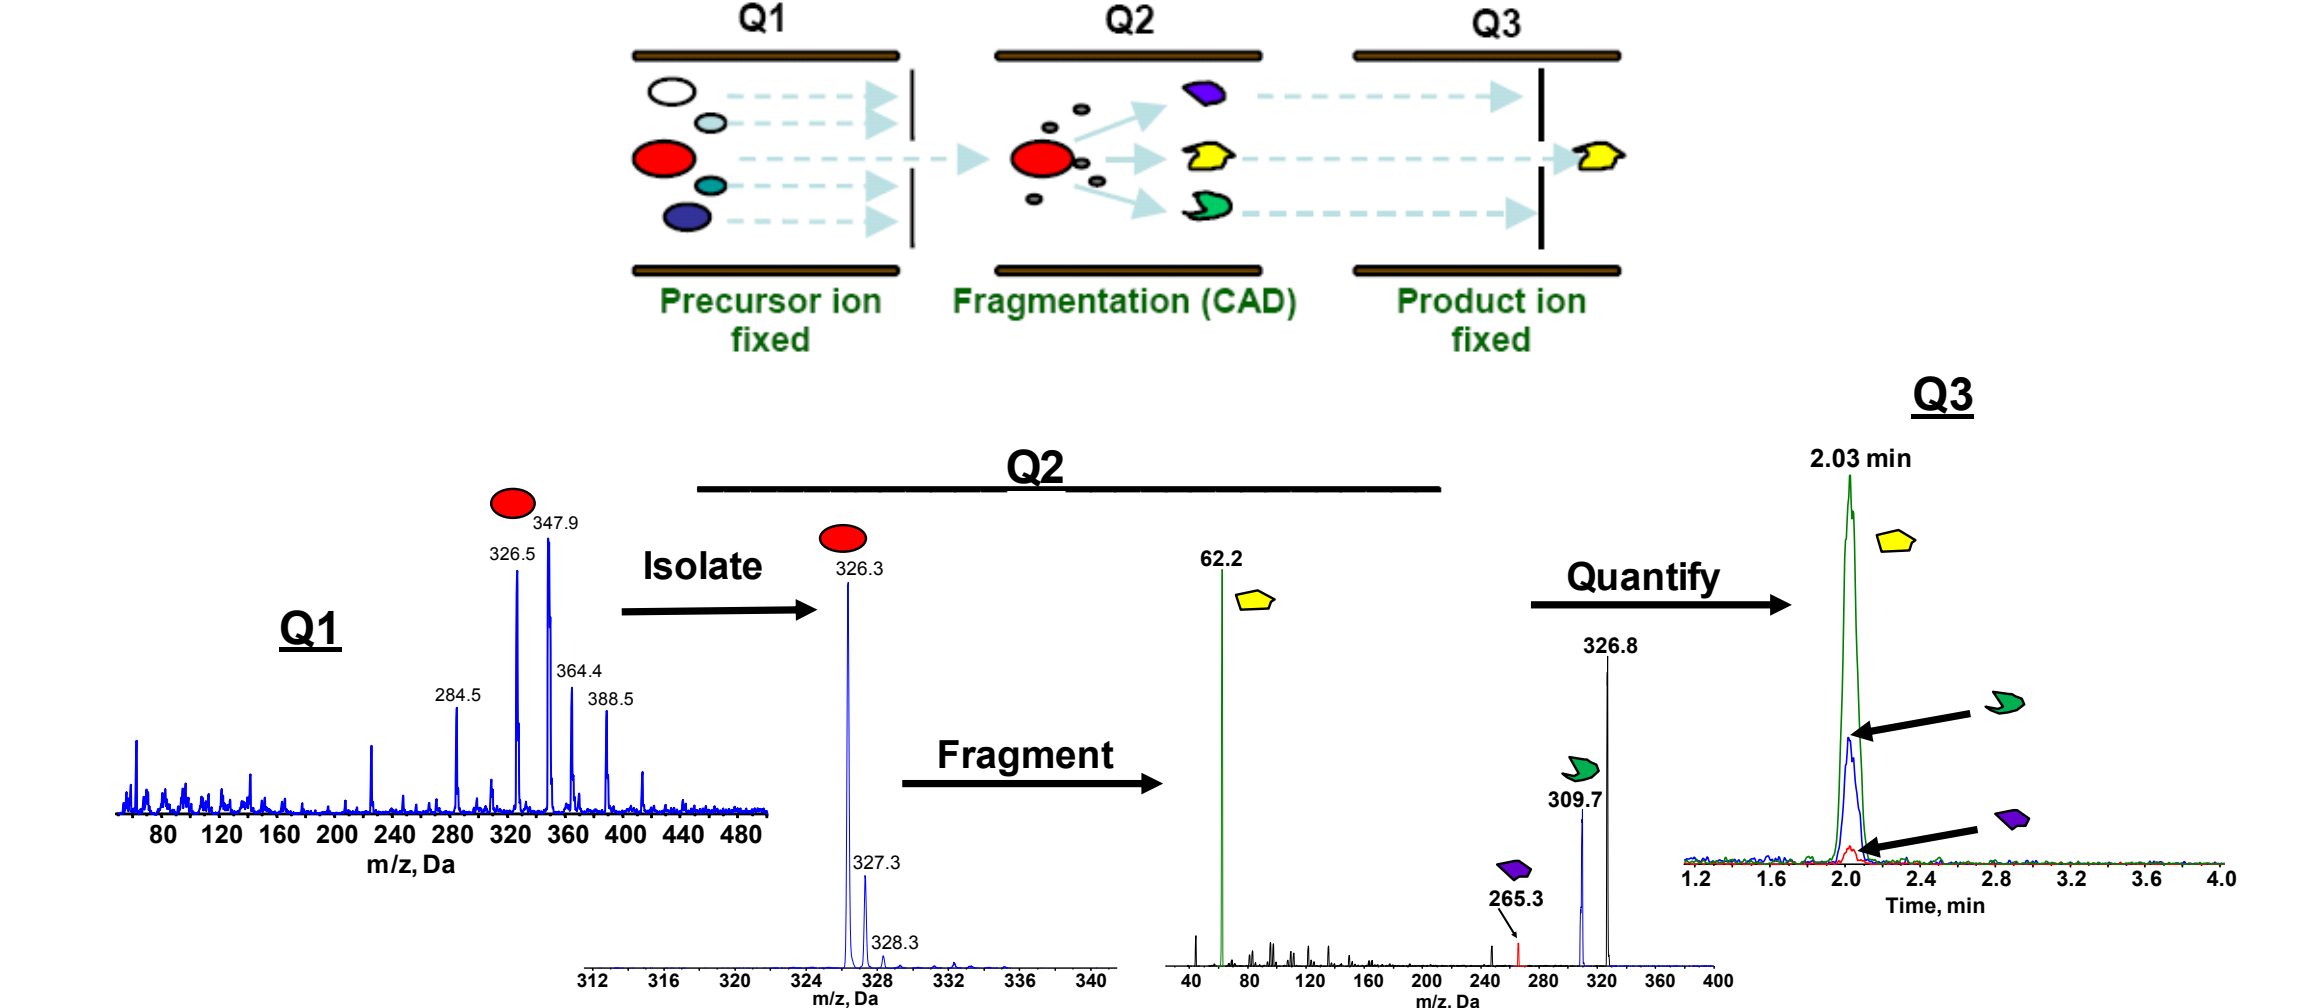 Q1 Q2 Q3
Precursor ion Fragmentation (CAD) Product ion
fixed fixed
Q3
2.03 min
Q2
347.9
326.5
Isolate
326.3
62.2
Quantify
Q1
326.8
364.4
284.5
388.5
Fragment
309.7
80 120 160 200 240 280 320 360 400 440 480
m/z, Da
327.3
328.3
265.3
1.2 1.6 2.0 2.4 2.8 3.2 3.6 4.0
Time, min
312 316 320 324 328 332 336 340
m/z, Da
40 80 120 160 200 240 280 320 360 400
m/z, Da